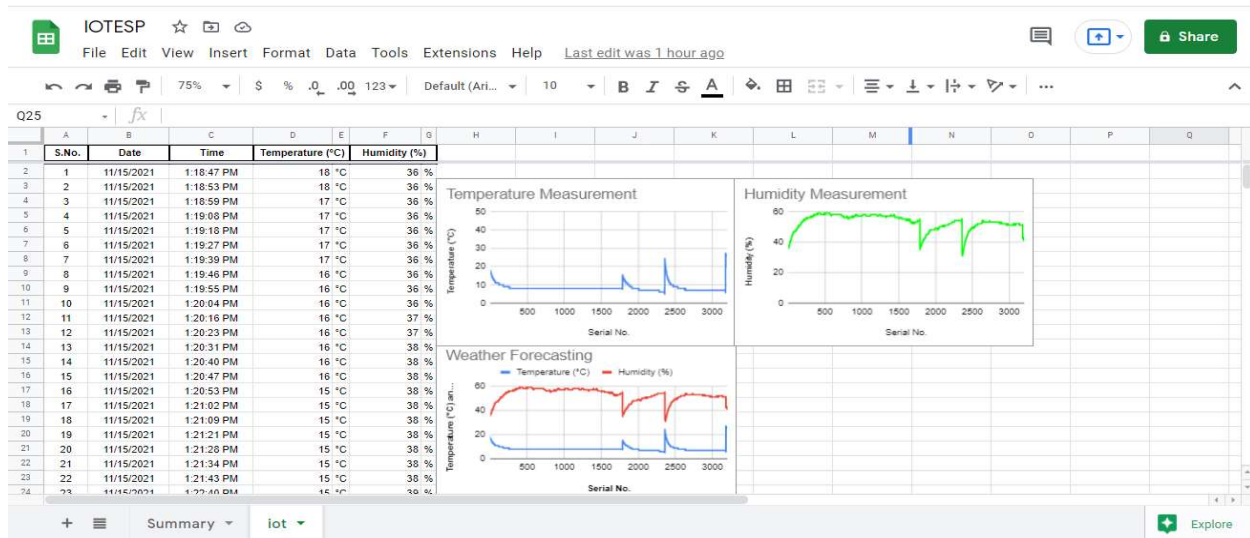 IOTESP
File Edit View Insert Format Data Tools Extensions Help Last edit was 1 hour ago
Share
75% $ % .0 .00 123 Default (Ari... 10 B I S A ...
Q25 fx
A B C D E F G H I J K L M N O P Q
1 S.No. Date Time Temperature (°C) Humidity (%)
2 1 11/15/2021 1:18:47 PM 18 °C 36 %
3 2 11/15/2021 1:18:53 PM 18 °C 36 %
4 3 11/15/2021 1:18:59 PM 17 °C 36 %
5 4 11/15/2021 1:19:08 PM 17 °C 36 %
6 5 11/15/2021 1:19:18 PM 17 °C 36 %
7 6 11/15/2021 1:19:27 PM 17 °C 36 %
8 7 11/15/2021 1:19:39 PM 17 °C 36 %
9 8 11/15/2021 1:19:46 PM 16 °C 36 %
10 9 11/15/2021 1:19:55 PM 16 °C 36 %
11 10 11/15/2021 1:20:04 PM 16 °C 36 %
12 11 11/15/2021 1:20:16 PM 16 °C 37 %
13 12 11/15/2021 1:20:23 PM 16 °C 37 %
14 13 11/15/2021 1:20:31 PM 16 °C 38 %
15 14 11/15/2021 1:20:40 PM 16 °C 38 %
16 15 11/15/2021 1:20:47 PM 16 °C 38 %
17 16 11/15/2021 1:20:53 PM 15 °C 38 %
18 17 11/15/2021 1:21:02 PM 15 °C 38 %
19 18 11/15/2021 1:21:09 PM 15 °C 38 %
20 19 11/15/2021 1:21:21 PM 15 °C 38 %
21 20 11/15/2021 1:21:28 PM 15 °C 38 %
22 21 11/15/2021 1:21:34 PM 15 °C 38 %
23 22 11/15/2021 1:21:43 PM 15 °C 38 %
24 23 11/15/2021 1:22:40 PM 15 °C 39 %
Temperature Measurement
Temperature (°C)
50
40
30
20
10
0
500 1000 1500 2000 2500 3000
Serial No.
Humidity Measurement
Humidity (%)
60
40
20
0
500 1000 1500 2000 2500 3000
Serial No.
Weather Forecasting
Temperature (°C) Humidity (%)
Temperature (°C) an...
60
40
20
0
500 1000 1500 2000 2500 3000
Serial No.
+ Summary iot Explore